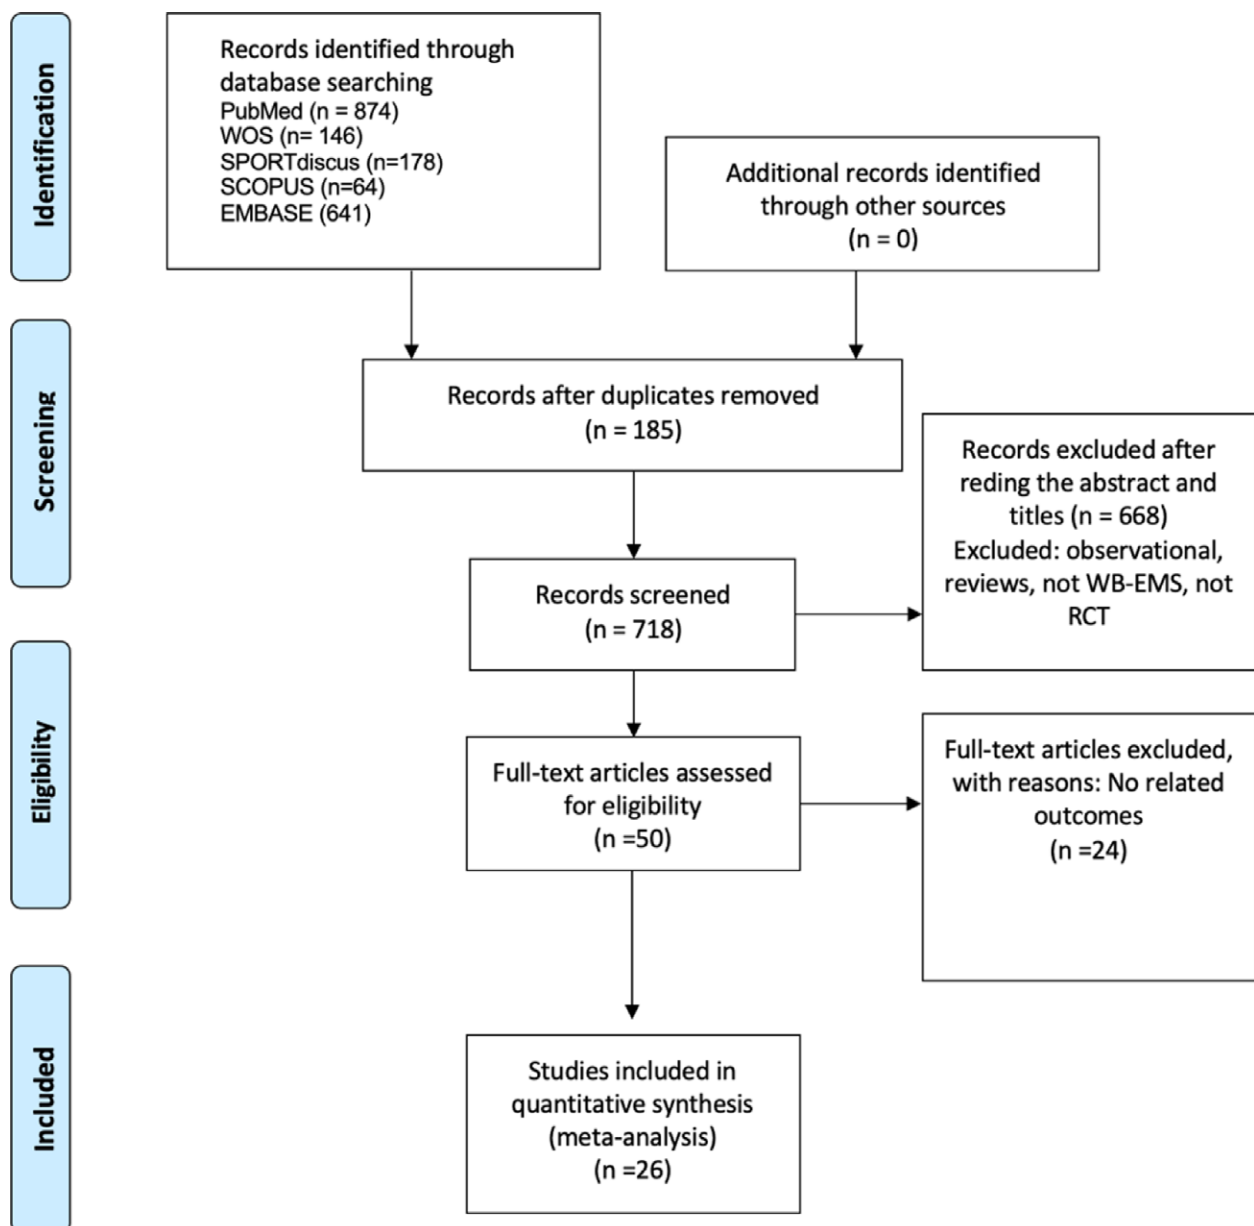 Identification
Records identified through
database searching
PubMed (n = 874)
WOS (n= 146)
SPORTdiscus (n=178)
SCOPUS (n=64)
EMBASE (641)
Additional records identified
through other sources
(n = 0)
Screening
Records after duplicates removed
(n = 185)
Records excluded after
reding the abstract and
titles (n = 668)
Excluded: observational,
reviews, not WB-EMS, not
RCT
Records screened
(n = 718)
Eligibility
Full-text articles assessed
for eligibility
(n =50)
Full-text articles excluded,
with reasons: No related
outcomes
(n =24)
Included
Studies included in
quantitative synthesis
(meta-analysis)
(n =26)